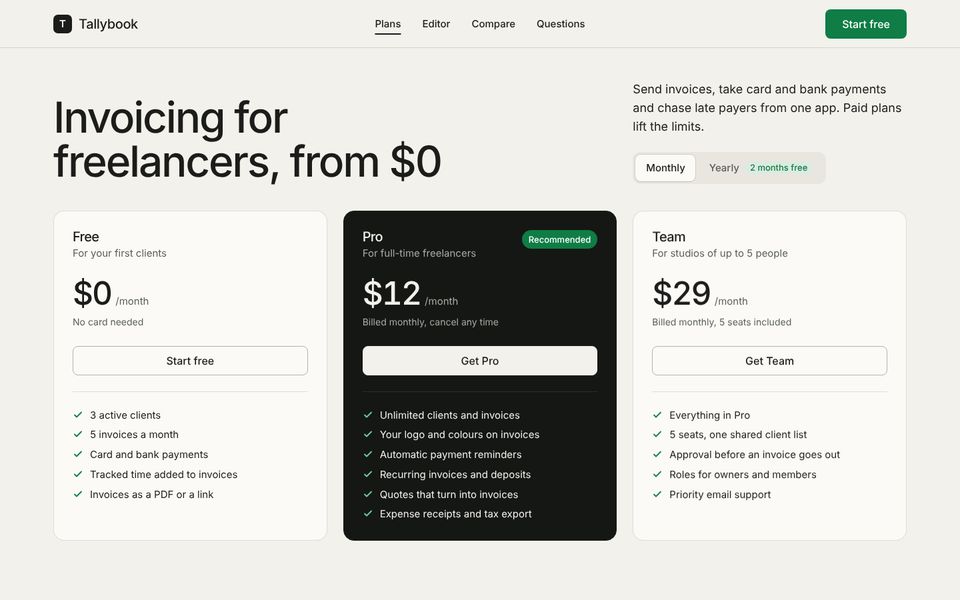 T Tallybook
Plans
Editor
Compare
Questions
Start free
Invoicing for
freelancers, from $0
Send invoices, take card and bank payments
and chase late payers from one app. Paid plans
lift the limits.
Monthly
Yearly 2 months free
Free
For your first clients
$0 /month
No card needed
Start free
3 active clients
5 invoices a month
Card and bank payments
Tracked time added to invoices
Invoices as a PDF or a link
Pro
Recommended
For full-time freelancers
$12 /month
Billed monthly, cancel any time
Get Pro
Unlimited clients and invoices
Your logo and colours on invoices
Automatic payment reminders
Recurring invoices and deposits
Quotes that turn into invoices
Expense receipts and tax export
Team
For studios of up to 5 people
$29 /month
Billed monthly, 5 seats included
Get Team
Everything in Pro
5 seats, one shared client list
Approval before an invoice goes out
Roles for owners and members
Priority email support